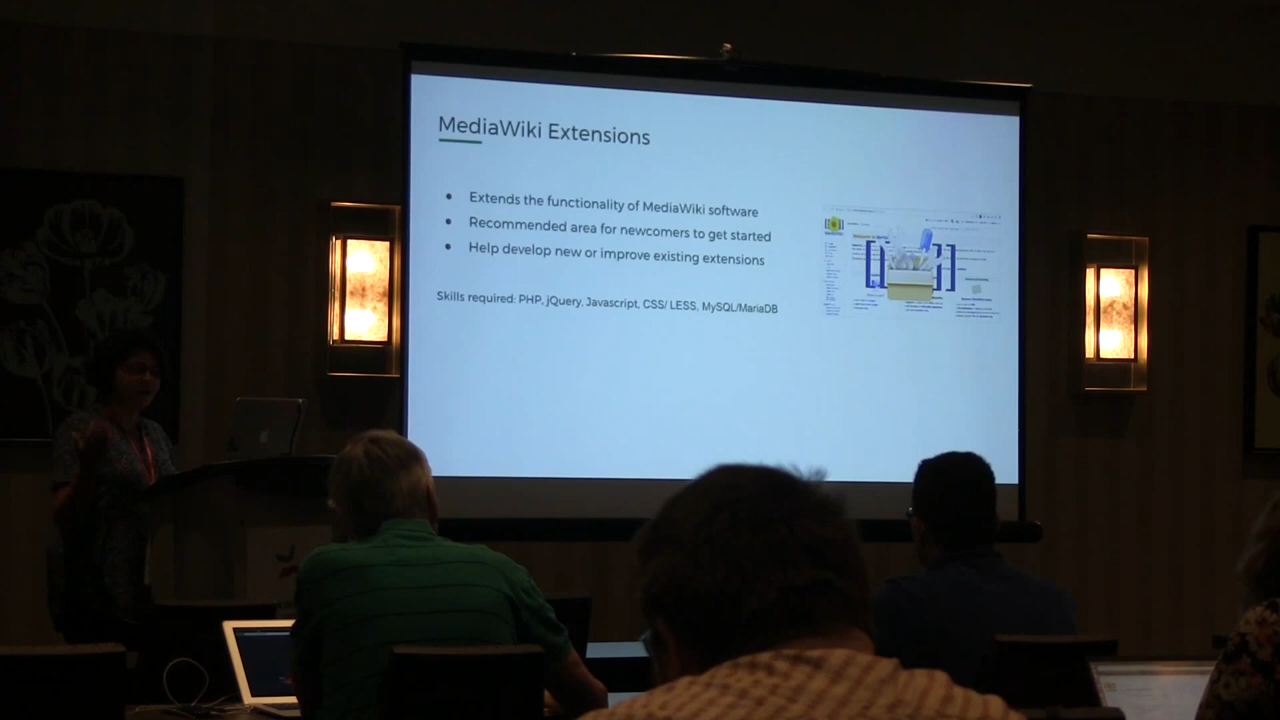 MediaWiki Extensions
Extends the functionality of MediaWiki software
Recommended area for newcomers to get started
Help develop new or improve existing extensions
Skills required: PHP, jQuery, Javascript, CSS/ LESS, MySQL/MariaDB